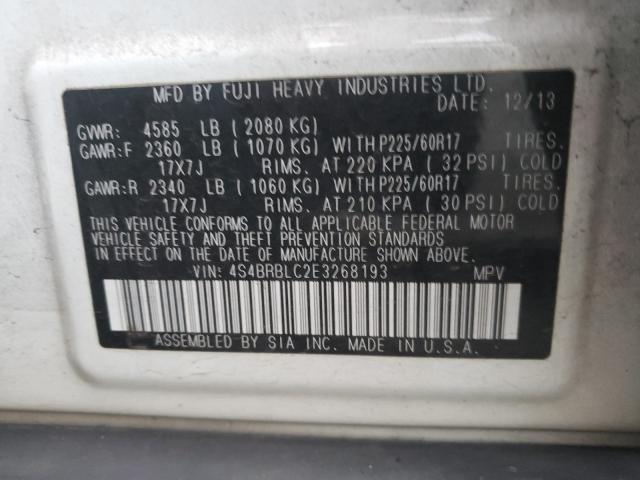 MFD BY FUJI HEAVY INDUSTRIES LTD.
DATE: 12/13
GVWR: 4585 LB ( 2080 KG)
GAWR:F 2360 LB ( 1070 KG) WITH P225/60R17 TIRES.
17X7J RIMS. AT 220 KPA ( 32 PSI) COLD
GAWR:R 2340 LB ( 1060 KG) WITH P225/60R17 TIRES.
17X7J RIMS. AT 210 KPA ( 30 PSI) COLD
THIS VEHICLE CONFORMS TO ALL APPLICABLE FEDERAL MOTOR
VEHICLE SAFETY AND THEFT PREVENTION STANDARDS
IN EFFECT ON THE DATE OF MANUFACTURE SHOWN ABOVE.
VIN: 4S4BRBLC2E3268193 MPV
ASSEMBLED BY SIA INC. MADE IN U.S.A.